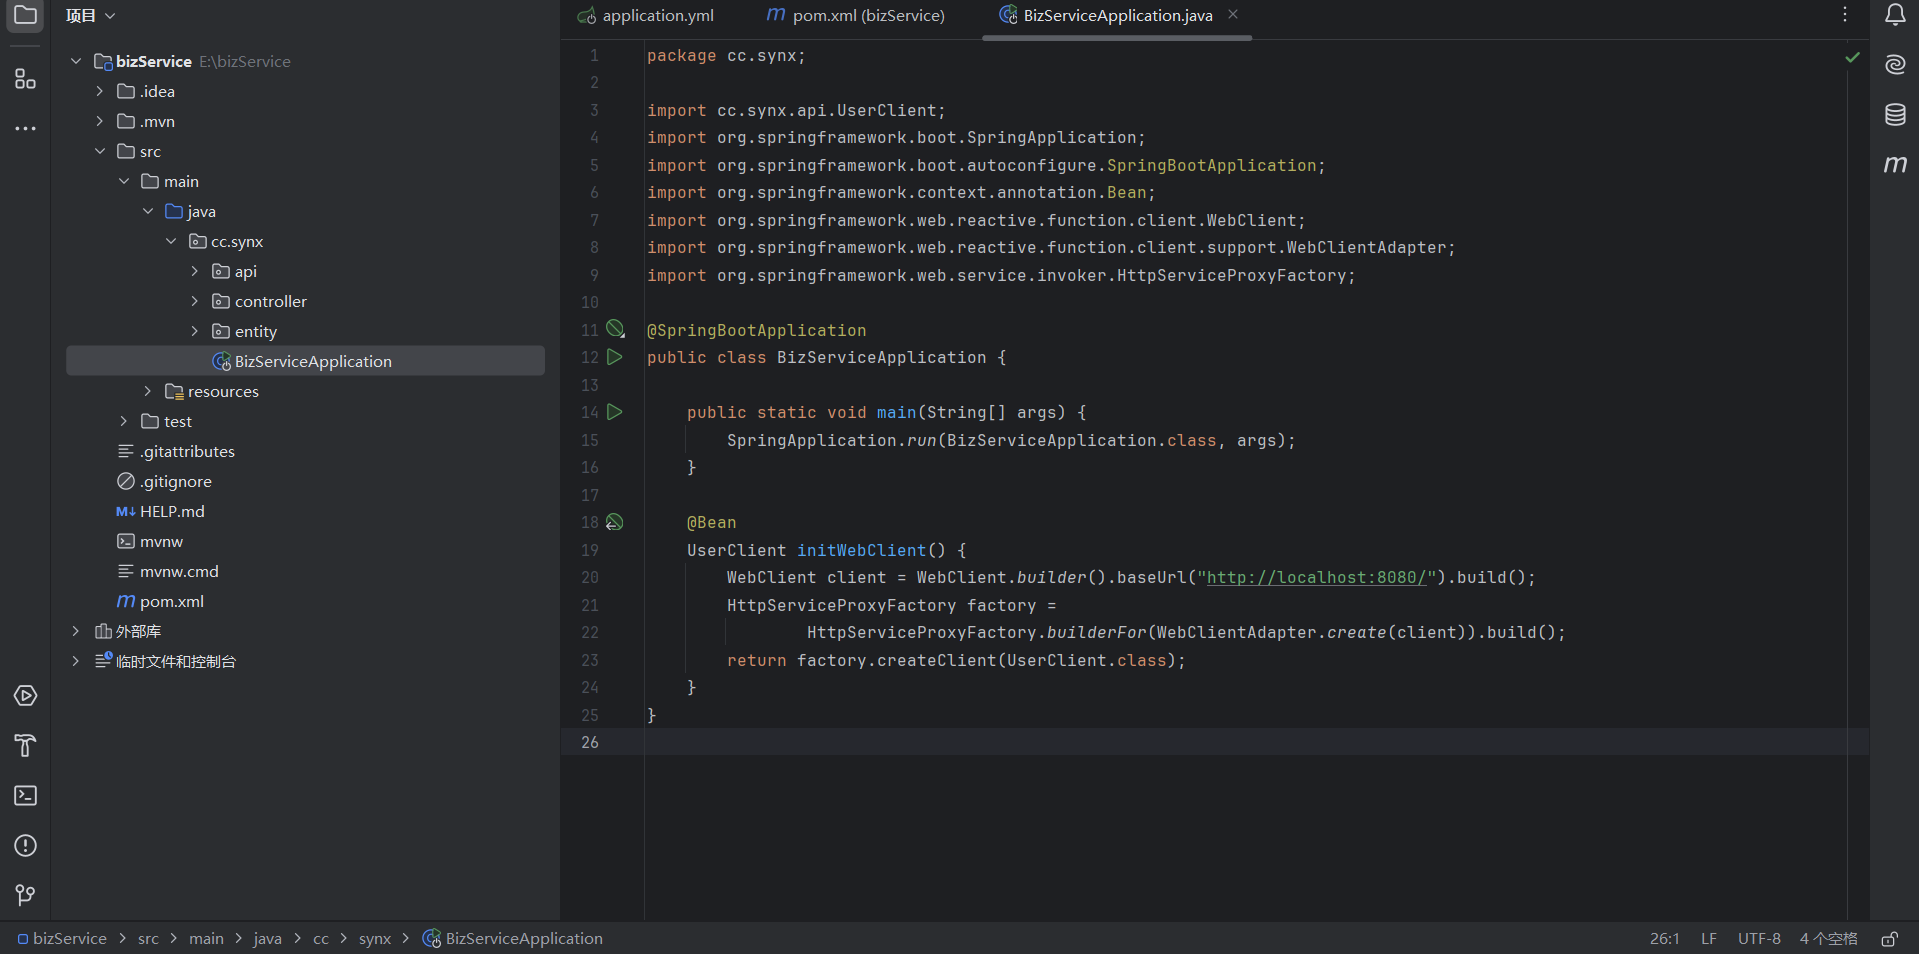 项目
bizService E:\bizService
.idea
.mvn
src
main
java
cc.synx
api
controller
entity
BizServiceApplication
resources
test
.gitattributes
.gitignore
M↓ HELP.md
mvnw
mvnw.cmd
m pom.xml
外部库
临时文件和控制台
application.yml
m pom.xml (bizService)
BizServiceApplication.java
1 package cc.synx;
2
3 import cc.synx.api.UserClient;
4 import org.springframework.boot.SpringApplication;
5 import org.springframework.boot.autoconfigure.SpringBootApplication;
6 import org.springframework.context.annotation.Bean;
7 import org.springframework.web.reactive.function.client.WebClient;
8 import org.springframework.web.reactive.function.client.support.WebClientAdapter;
9 import org.springframework.web.service.invoker.HttpServiceProxyFactory;
10
11 @SpringBootApplication
12 public class BizServiceApplication {
13
14 public static void main(String[] args) {
15 SpringApplication.run(BizServiceApplication.class, args);
16 }
17
18 @Bean
19 UserClient initWebClient() {
20 WebClient client = WebClient.builder().baseUrl("http://localhost:8080/").build();
21 HttpServiceProxyFactory factory =
22 HttpServiceProxyFactory.builderFor(WebClientAdapter.create(client)).build();
23 return factory.createClient(UserClient.class);
24 }
25 }
26
m
bizService > src > main > java > cc > synx > BizServiceApplication
26:1 LF UTF-8 4 个空格